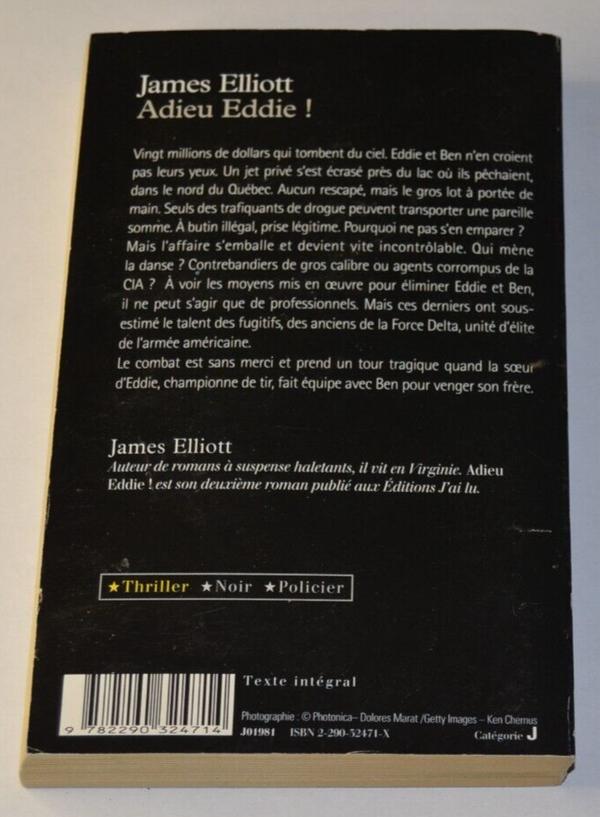 James Elliott
Adieu Eddie !
Vingt millions de dollars qui tombent du ciel. Eddie et Ben n'en croient
pas leurs yeux. Un jet privé s'est écrasé près du lac où ils pêchaient,
dans le nord du Québec. Aucun rescapé, mais le gros lot à portée de
main. Seuls des trafiquants de drogue peuvent transporter une pareille
somme. À butin illégal, prise légitime. Pourquoi ne pas s'en emparer ?
Mais l'affaire s'emballe et devient vite incontrôlable. Qui mène
la danse ? Contrebandiers de gros calibre ou agents corrompus de la
CIA ? À voir les moyens mis en œuvre pour éliminer Eddie et Ben,
il ne peut s'agir que de professionnels. Mais ces derniers ont sous-
estimé le talent des fugitifs, des anciens de la Force Delta, unité d'élite
de l'armée américaine.
Le combat est sans merci et prend un tour tragique quand la sœur
d'Eddie, championne de tir, fait équipe avec Ben pour venger son frère.
James Elliott
Auteur de romans à suspense haletants, il vit en Virginie. Adieu
Eddie ! est son deuxième roman publié aux Éditions J'ai lu.
★Thriller ★Noir ★Policier
Texte intégral
Photographie : © Photonica– Dolores Marat /Getty Images – Ken Chernus
J01981 ISBN 2-290-32471-X
Catégorie J
9 782290 324714